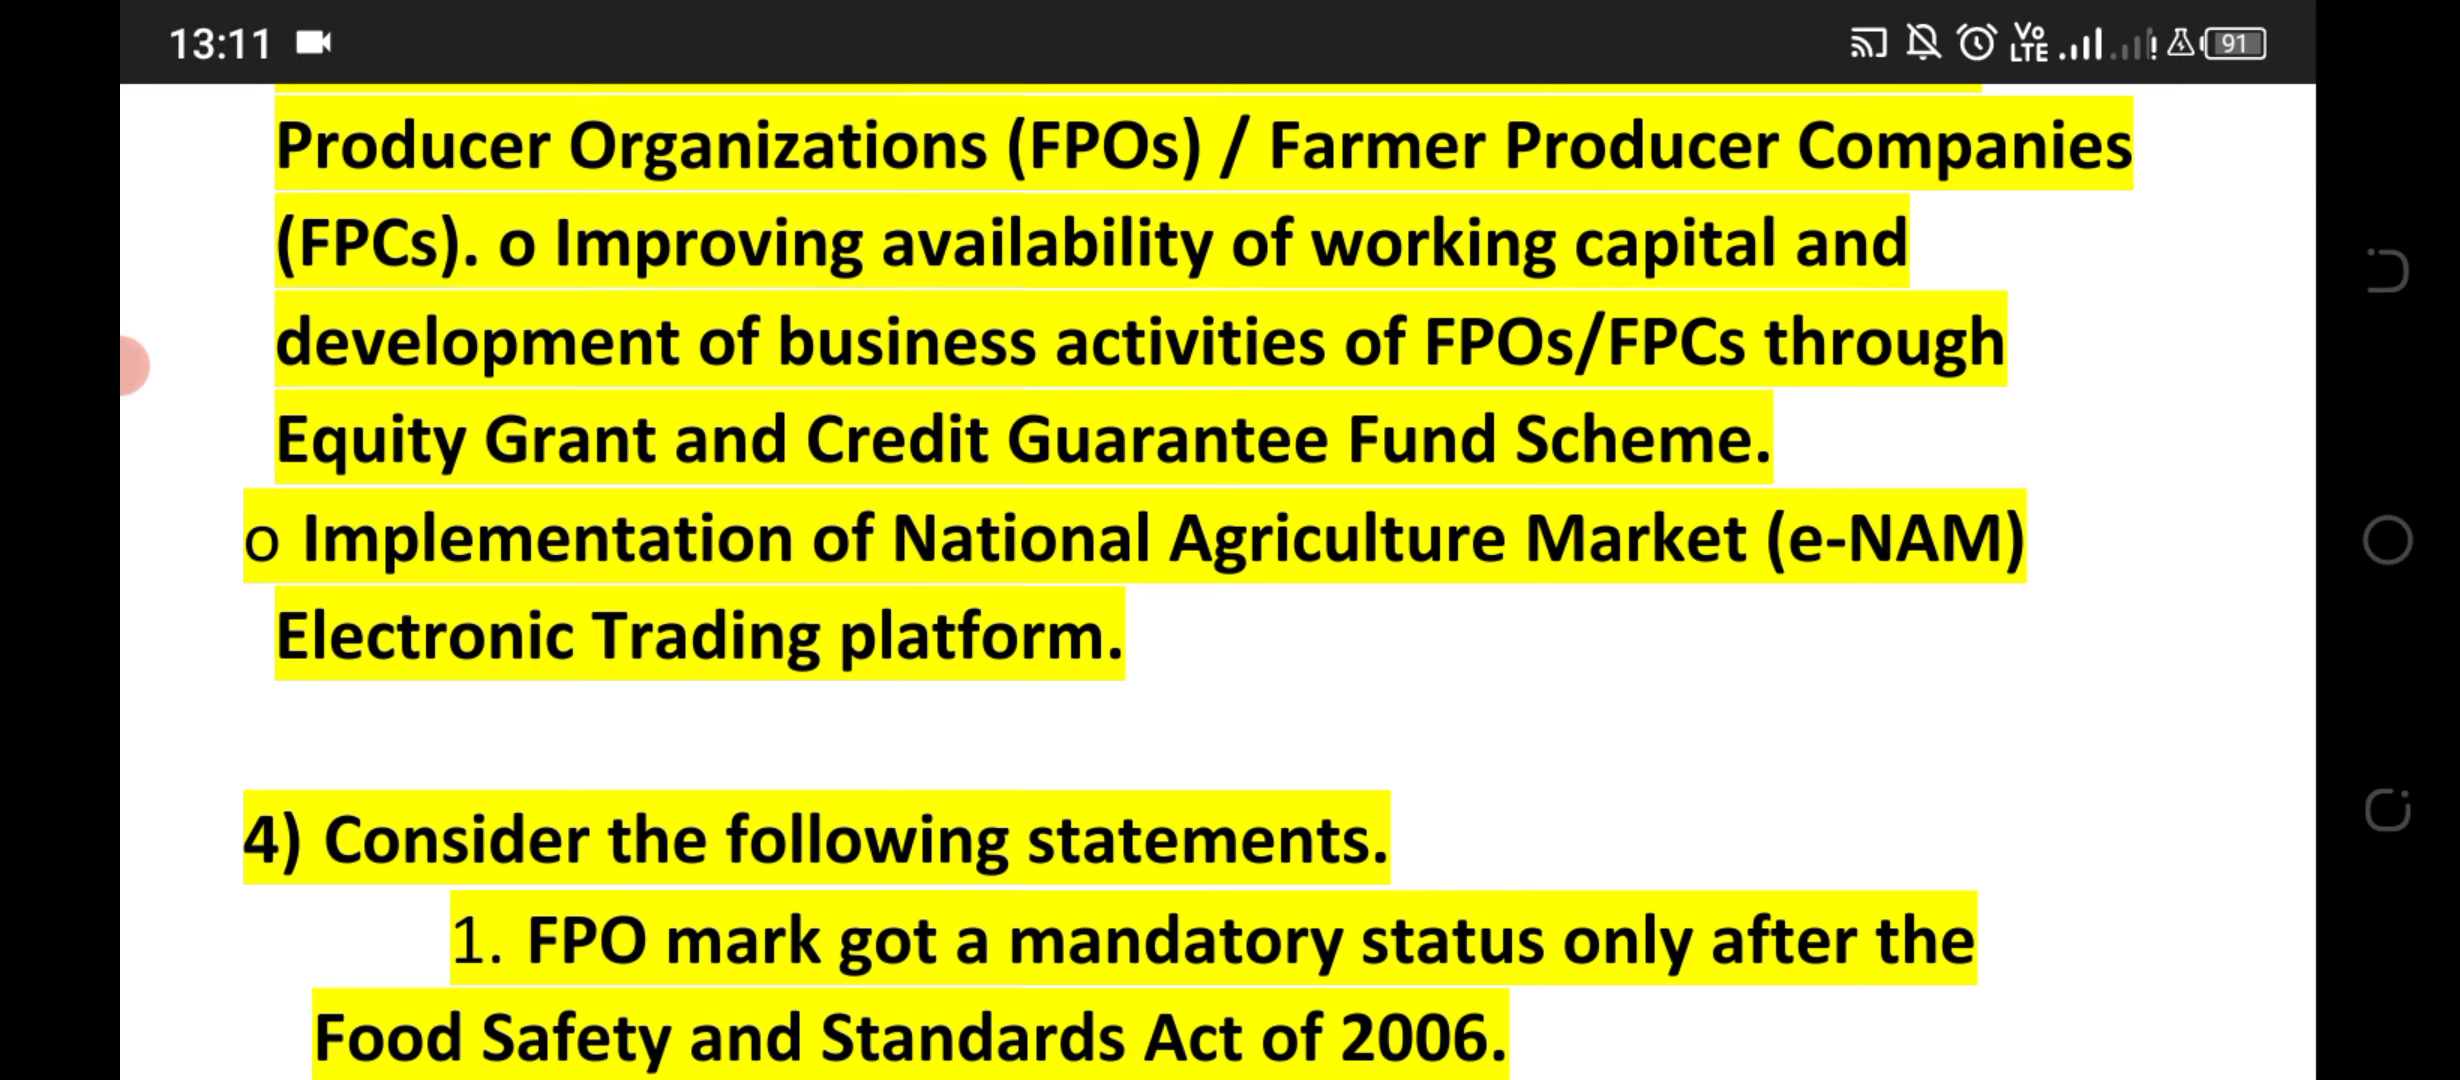 13:11
Vo LTE 91
Producer Organizations (FPOs) / Farmer Producer Companies
(FPCs). o Improving availability of working capital and
development of business activities of FPOs/FPCs through
Equity Grant and Credit Guarantee Fund Scheme.
o Implementation of National Agriculture Market (e-NAM)
Electronic Trading platform.
4) Consider the following statements.
1. FPO mark got a mandatory status only after the
Food Safety and Standards Act of 2006.